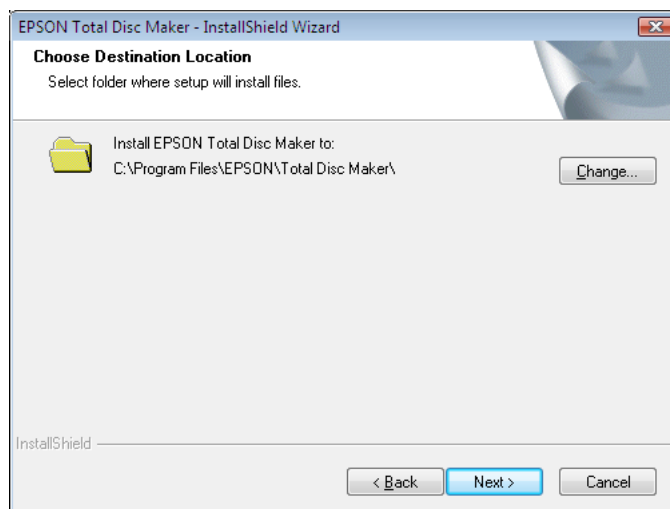 EPSON Total Disc Maker - InstallShield Wizard
Choose Destination Location
Select folder where setup will install files.
Install EPSON Total Disc Maker to:
C:\Program Files\EPSON\Total Disc Maker\
Change...
InstallShield
< Back
Next >
Cancel